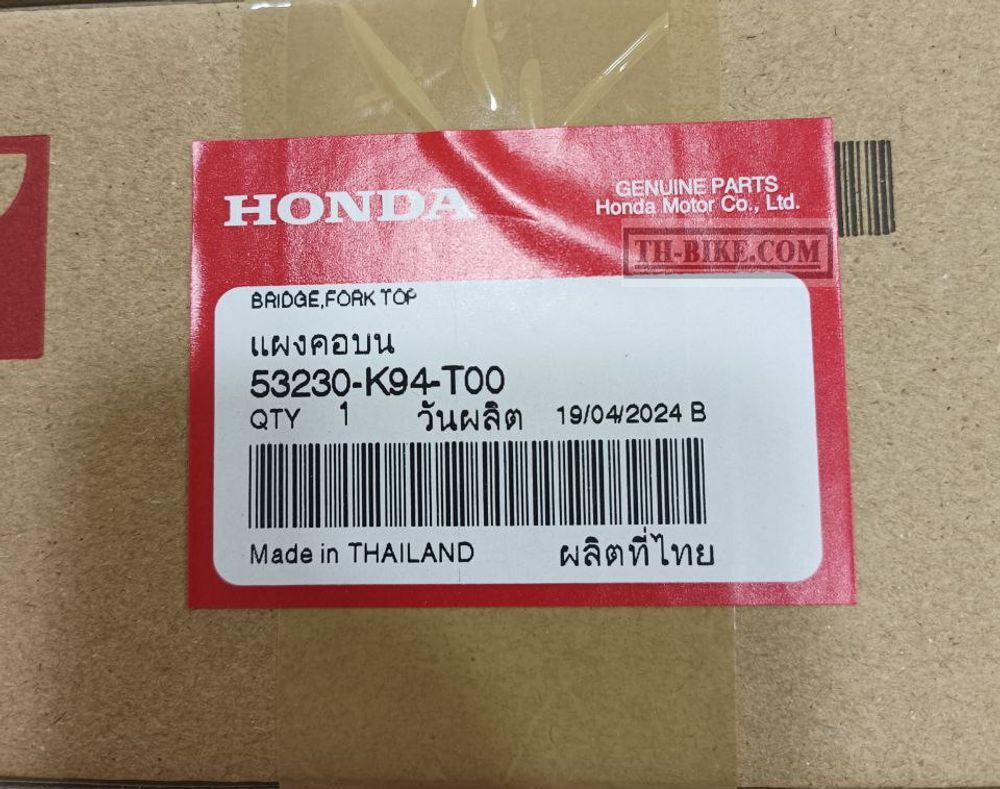 HONDA
GENUINE PARTS
Honda Motor Co., Ltd.
TH-BIKE.COM
BRIDGE,FORK TOP
แผงคอบน
53230-K94-T00
QTY 1 วันผลิต 19/04/2024 B
Made in THAILAND ผลิตที่ไทย